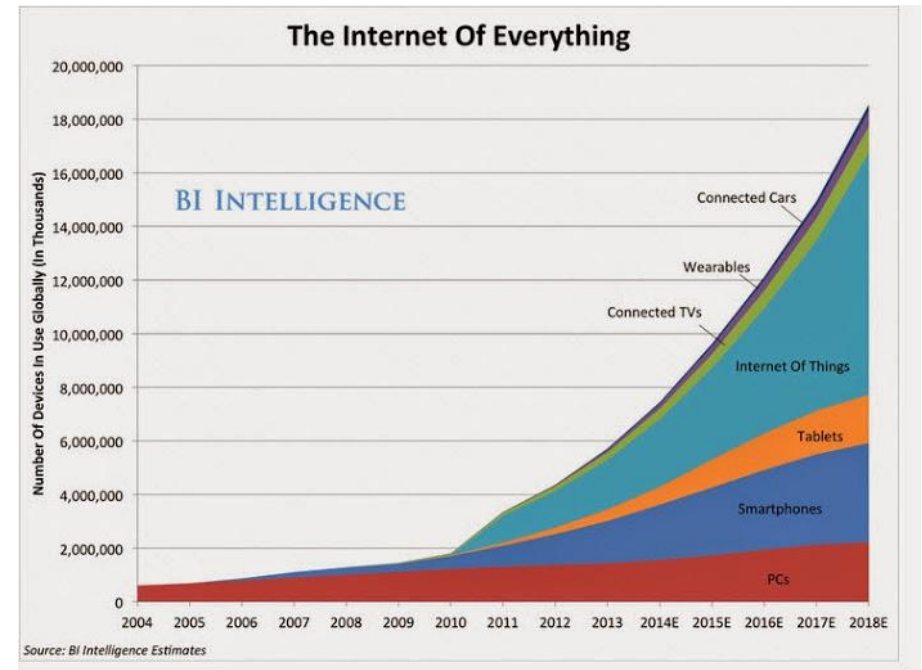 The Internet Of Everything
20,000,000
18,000,000
16,000,000
14,000,000
12,000,000
10,000,000
8,000,000
6,000,000
4,000,000
2,000,000
0
Number Of Devices In Use Globally (In Thousands)
BI INTELLIGENCE
Connected Cars
Wearables
Connected TVs
Internet Of Things
Tablets
Smartphones
PCs
2004 2005 2006 2007 2008 2009 2010 2011 2012 2013 2014E 2015E 2016E 2017E 2018E
Source: BI Intelligence Estimates